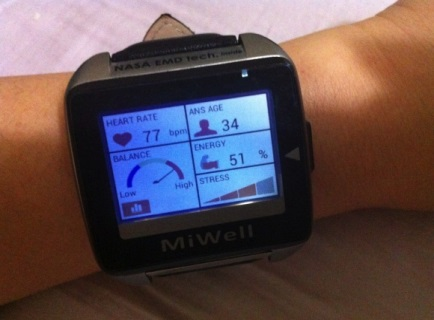 NASA EMD tech.
HEART RATE
77 bpm
ANS AGE
34
BALANCE
Low High
ENERGY
51 %
STRESS
MiWell